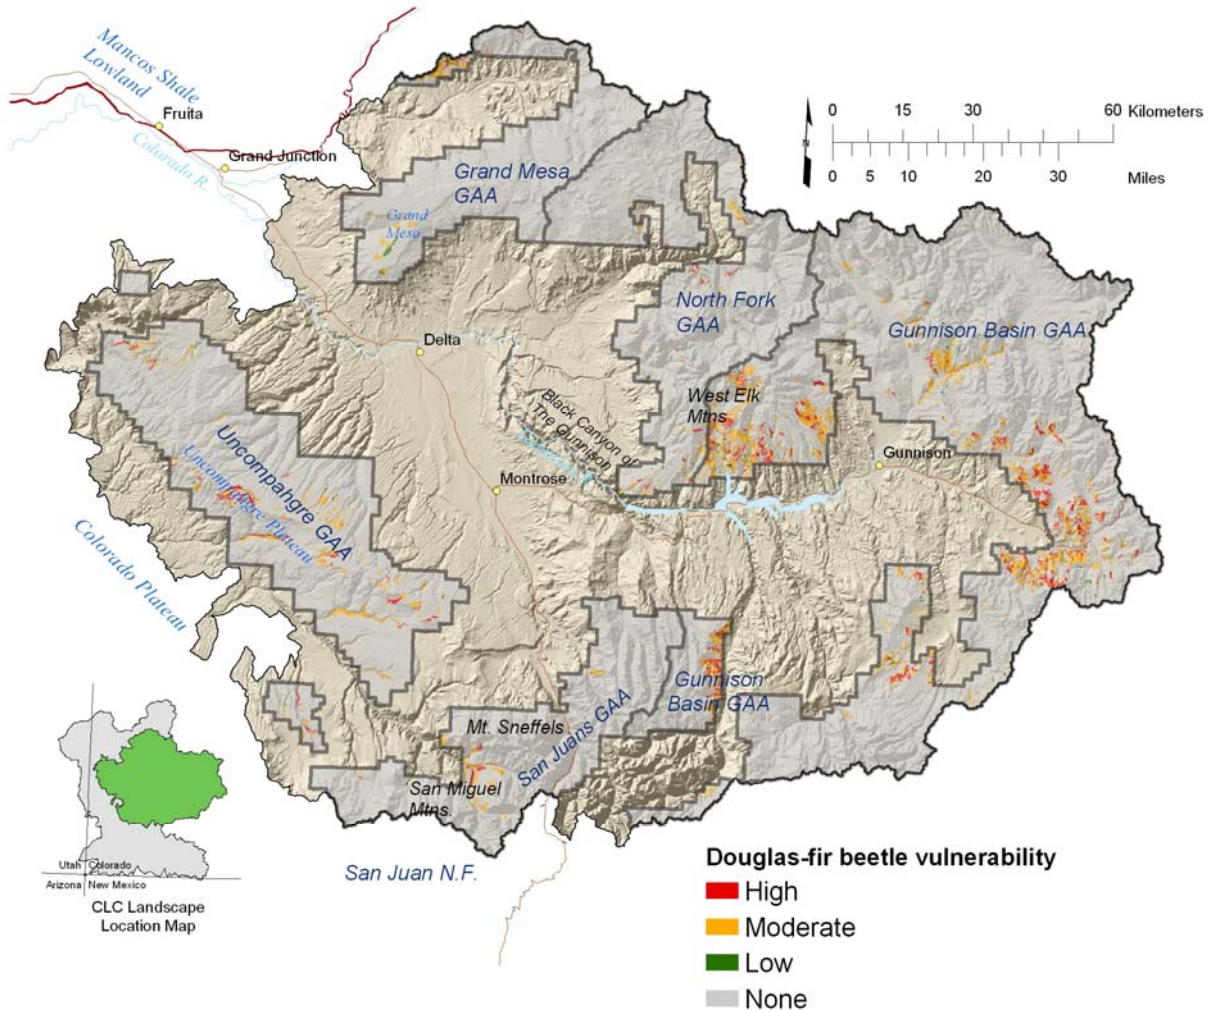 Mancos Shale
Lowland
Fruita
Grand Junction
Colorado R.
0 15 30 60 Kilometers
N
0 5 10 20 30 Miles
Grand Mesa
GAA
Grand
Mesa
North Fork
GAA
Gunnison Basin GAA
Delta
West Elk
Mtns
Black Canyon of
The Gunnison
Gunnison
Montrose
Uncompahgre GAA
Uncompahgre Plateau
Colorado Plateau
Gunnison
Basin GAA
Mt. Sneffels
San Juans GAA
San Miguel
Mtns.
San Juan N.F.
Utah Colorado
Arizona New Mexico
CLC Landscape
Location Map
Douglas-fir beetle vulnerability
High
Moderate
Low
None